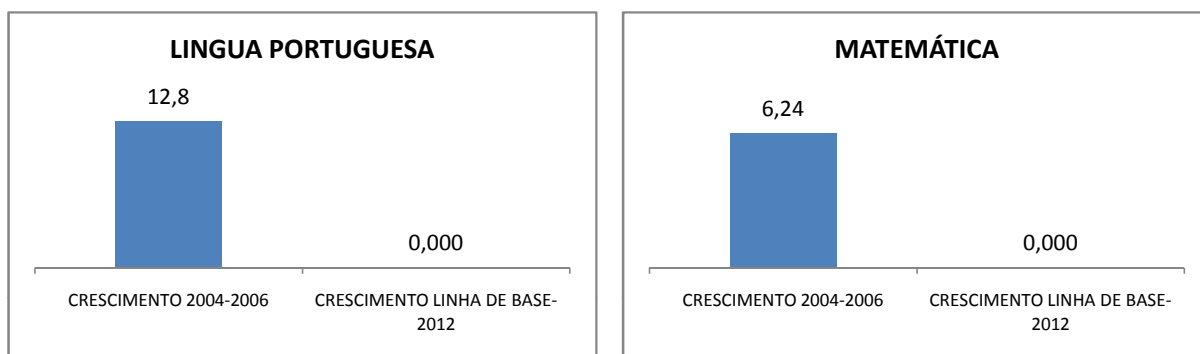 LINGUA PORTUGUESA
12,8
0,000
CRESCIMENTO 2004-2006
CRESCIMENTO LINHA DE BASE-
2012
MATEMÁTICA
6,24
0,000
CRESCIMENTO 2004-2006
CRESCIMENTO LINHA DE BASE-
2012